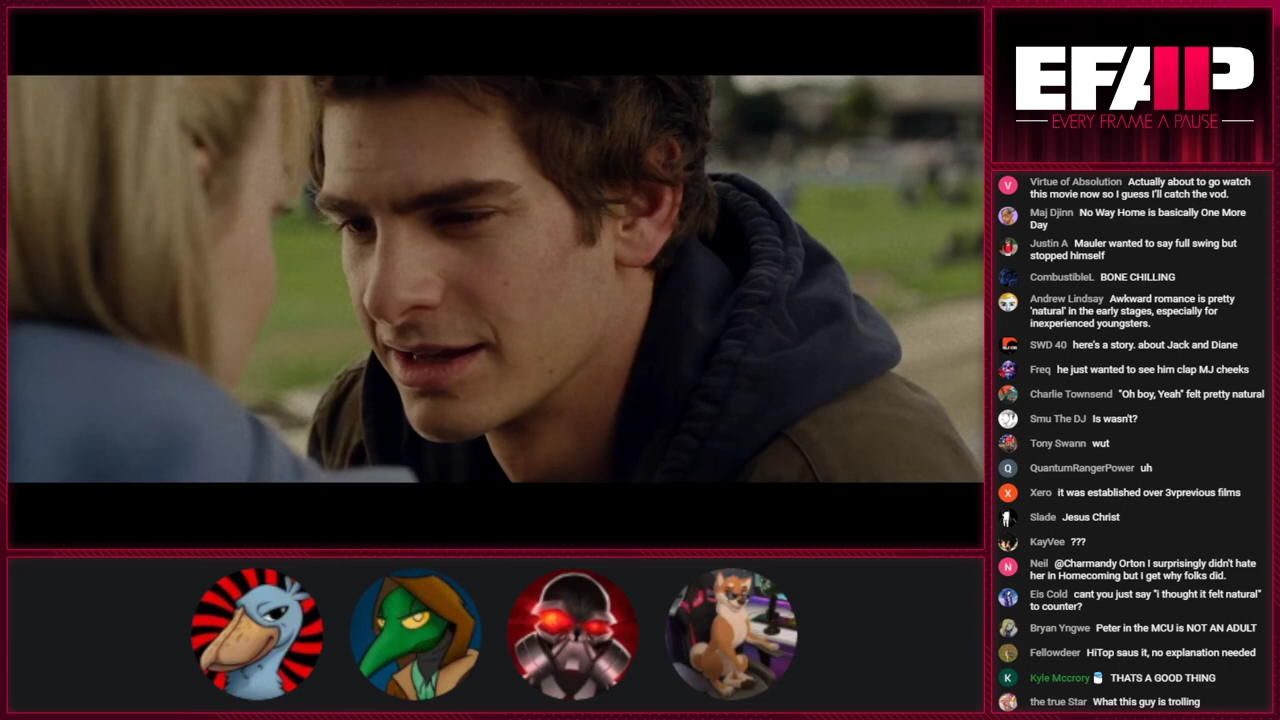 EFAP
EVERY FRAME A PAUSE
V
Virtue of Absolution Actually about to go watch
this movie now so I guess I'll catch the vod.
Maj Djinn No Way Home is basically One More
Day
Justin A Mauler wanted to say full swing but
stopped himself
CombustibleL BONE CHILLING
Andrew Lindsay Awkward romance is pretty
'natural' in the early stages, especially for
inexperienced youngsters.
SWD 40 here's a story. about Jack and Diane
Freq he just wanted to see him clap MJ cheeks
Charlie Townsend "Oh boy, Yeah" felt pretty natural
Smu The DJ Is wasn't?
Tony Swann wut
Q
QuantumRangerPower uh
X
Xero it was established over 3vprevious films
Slade Jesus Christ
KayVee ???
N
Neil @Charmandy Orton I surprisingly didn't hate
her in Homecoming but I get why folks did.
Eis Cold cant you just say "i thought it felt natural"
to counter?
Bryan Yngwe Peter in the MCU is NOT AN ADULT
Fellowdeer HiTop saus it, no explanation needed
K
Kyle Mccrory THATS A GOOD THING
the true Star What this guy is trolling